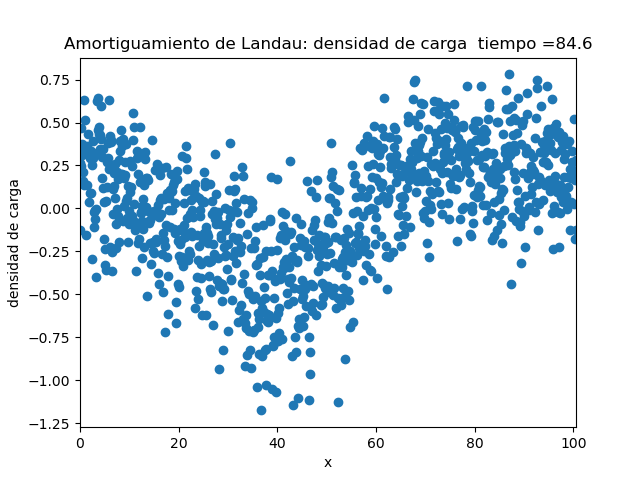 Amortiguamiento de Landau: densidad de carga  tiempo =84.6
densidad de carga
0.75
0.50
0.25
0.00
−0.25
−0.50
−0.75
−1.00
−1.25
0 20 40 60 80 100
x